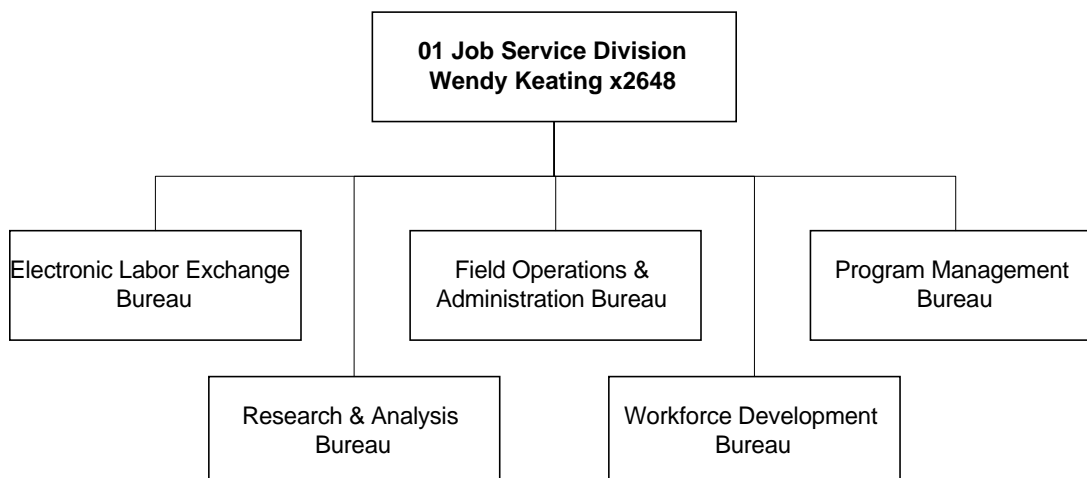 01 Job Service Division
Wendy Keating x2648
Electronic Labor Exchange
Bureau
Field Operations &
Administration Bureau
Program Management
Bureau
Research & Analysis
Bureau
Workforce Development
Bureau